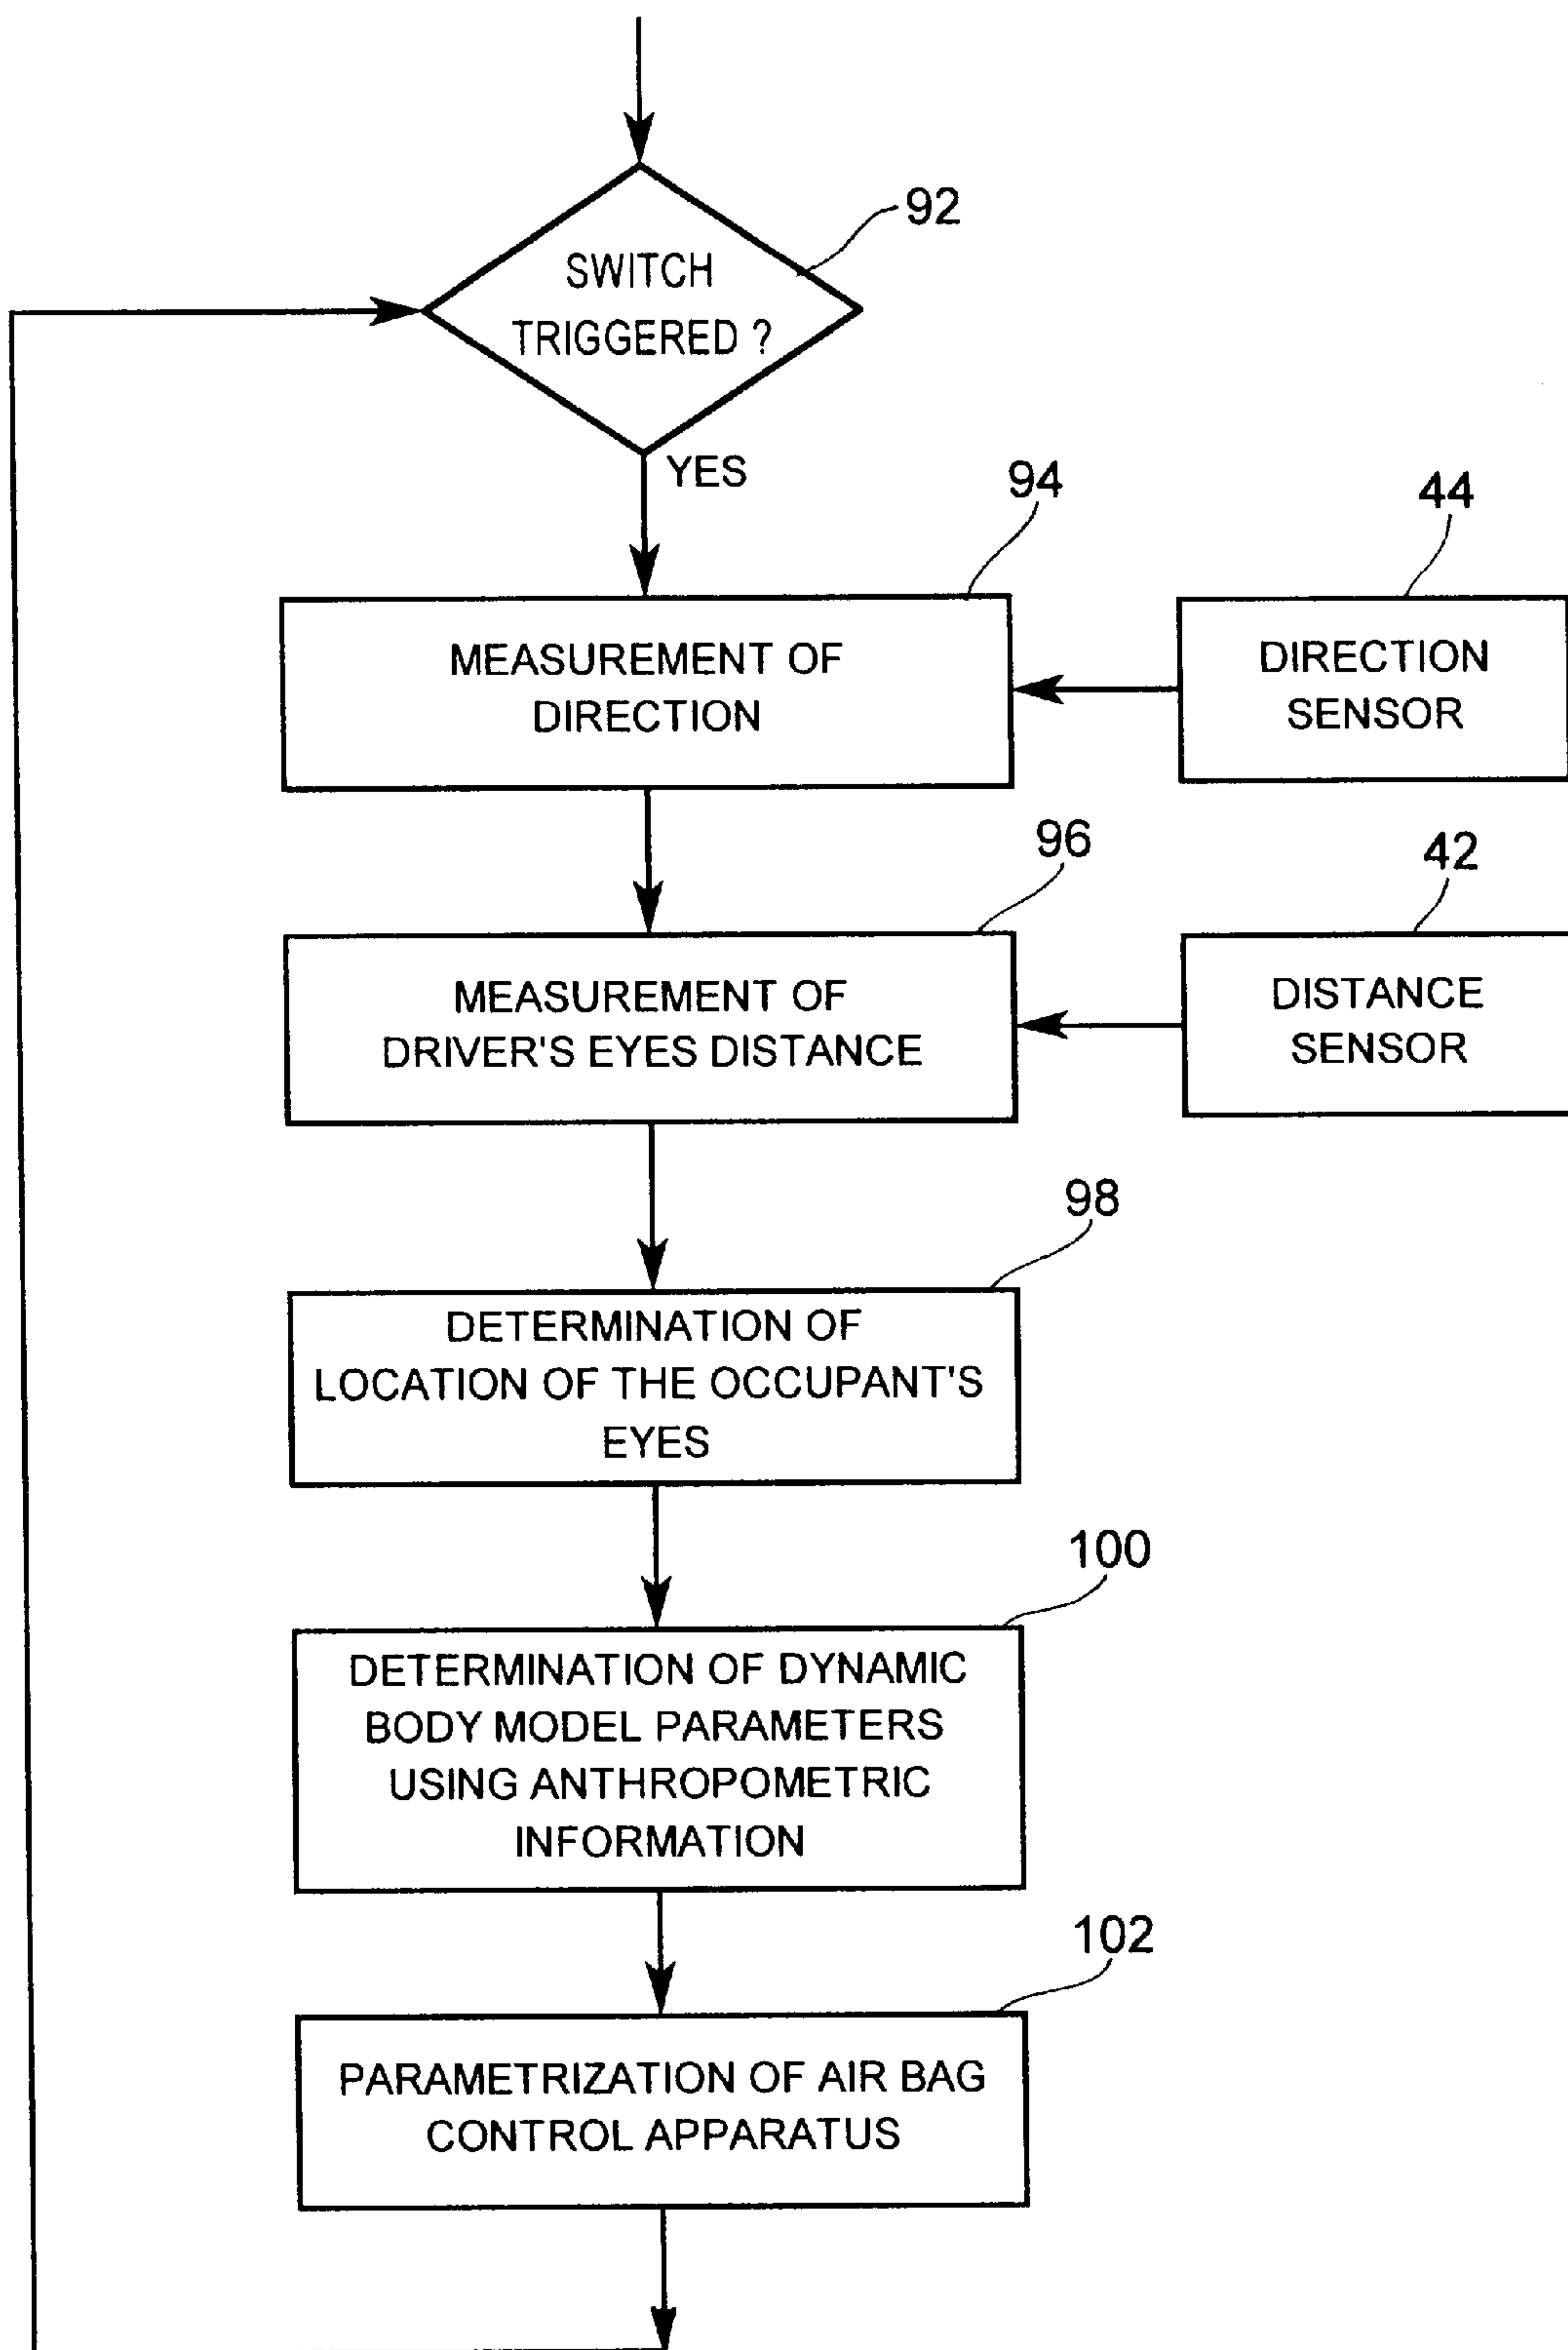 92
SWITCH
TRIGGERED ?
YES
94
44
MEASUREMENT OF
DIRECTION
DIRECTION
SENSOR
96
42
MEASUREMENT OF
DRIVER'S EYES DISTANCE
DISTANCE
SENSOR
98
DETERMINATION OF
LOCATION OF THE OCCUPANT'S
EYES
100
DETERMINATION OF DYNAMIC
BODY MODEL PARAMETERS
USING ANTHROPOMETRIC
INFORMATION
102
PARAMETRIZATION OF AIR BAG
CONTROL APPARATUS